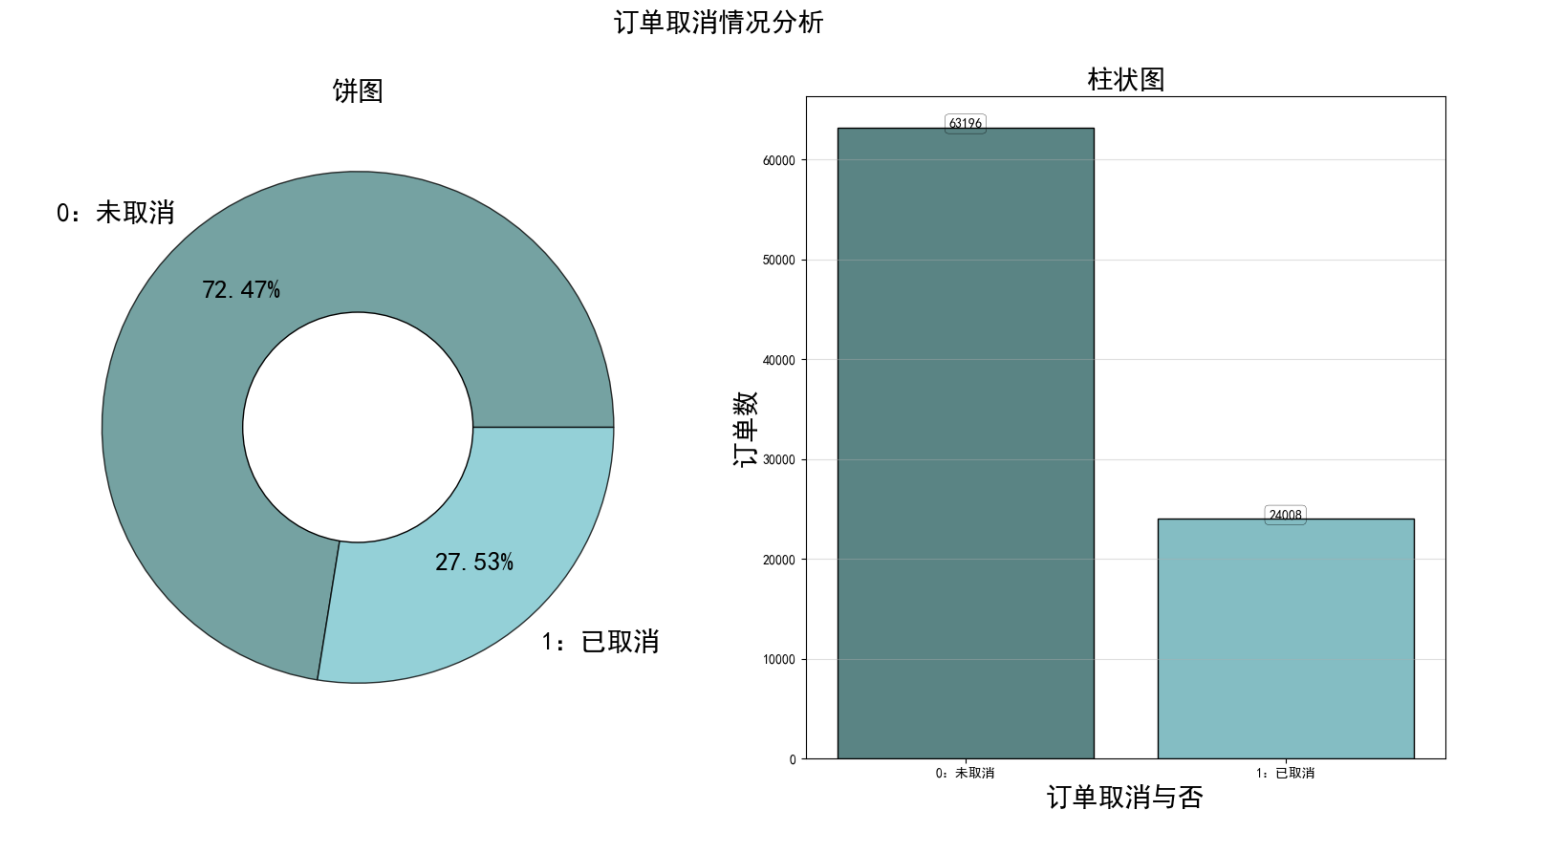 订单取消情况分析
饼图
0: 未取消
72.47%
27.53%
1: 已取消
柱状图
63196
24008
60000
50000
40000
30000
20000
10000
0
订单数
0: 未取消
1: 已取消
订单取消与否